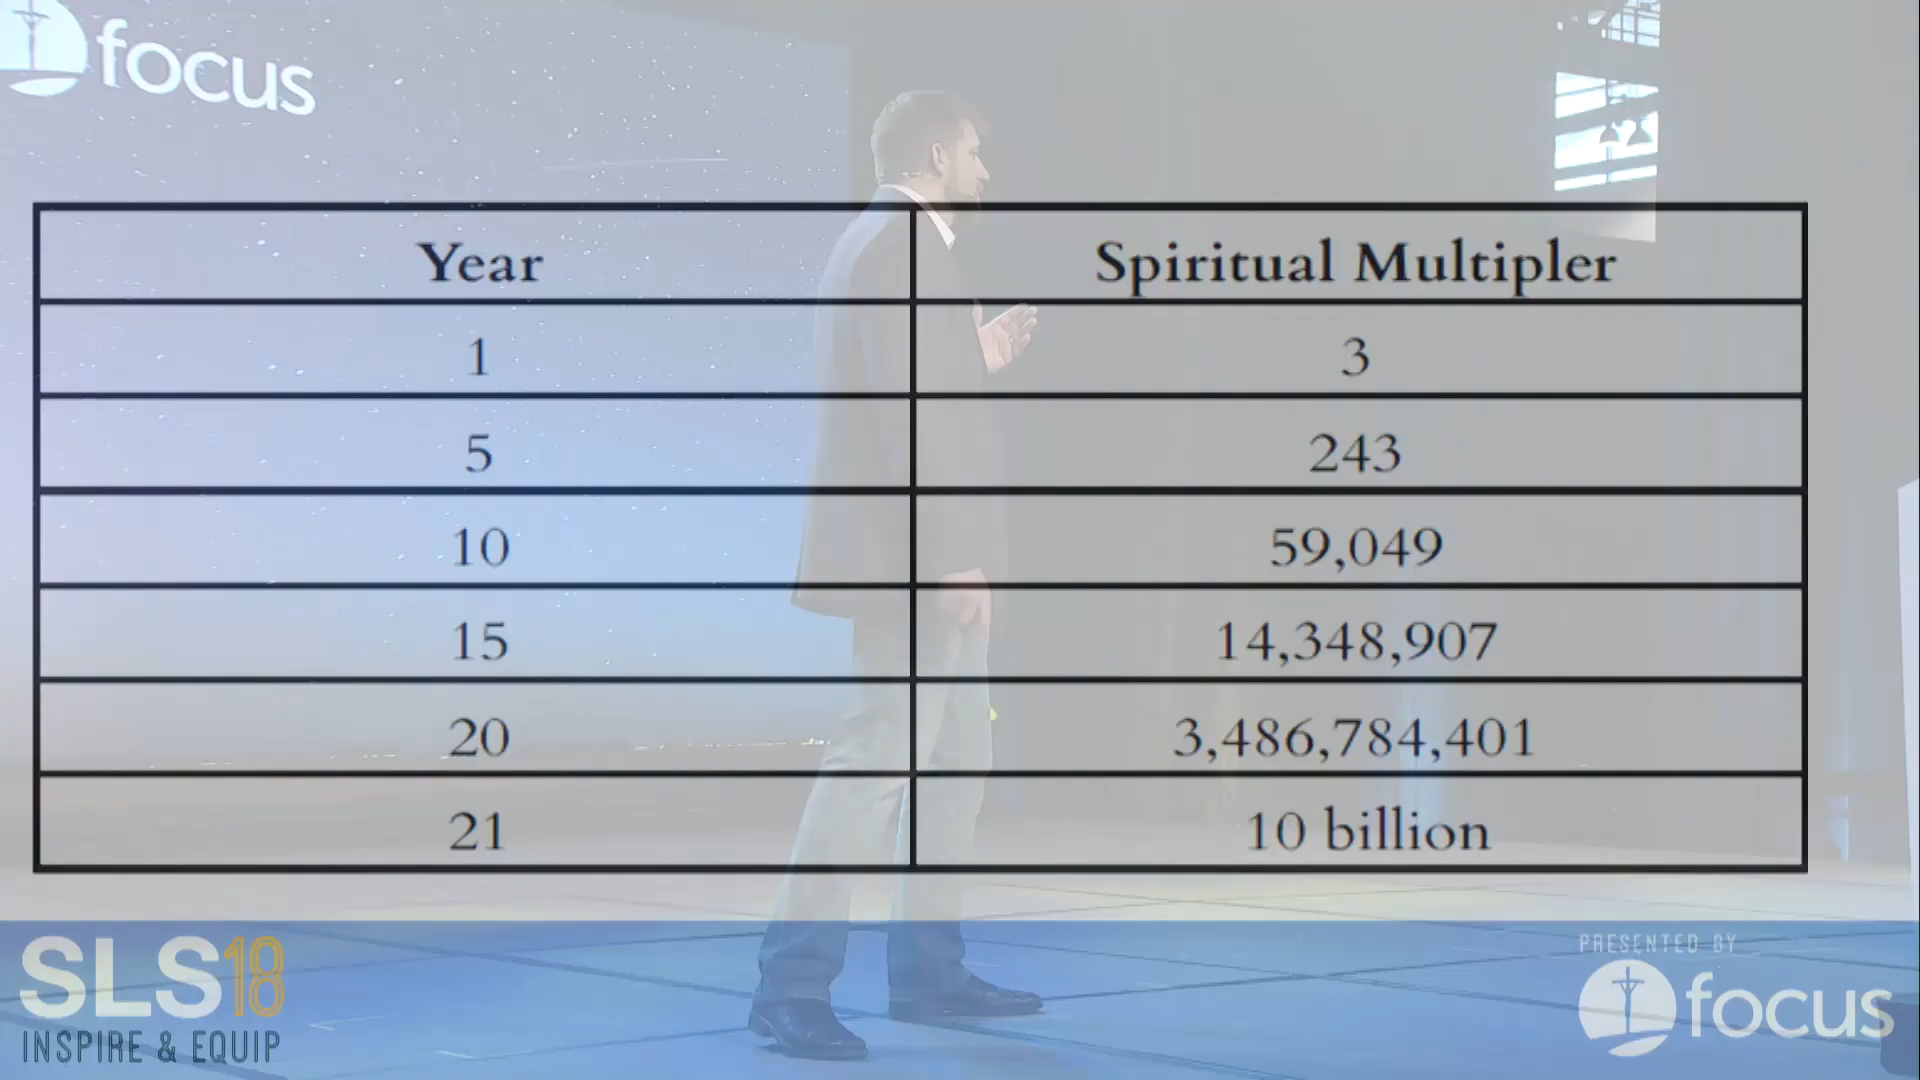 focus
Year Spiritual Multipler
1 3
5 243
10 59,049
15 14,348,907
20 3,486,784,401
21 10 billion
SLS18
INSPIRE & EQUIP
PRESENTED BY
focus